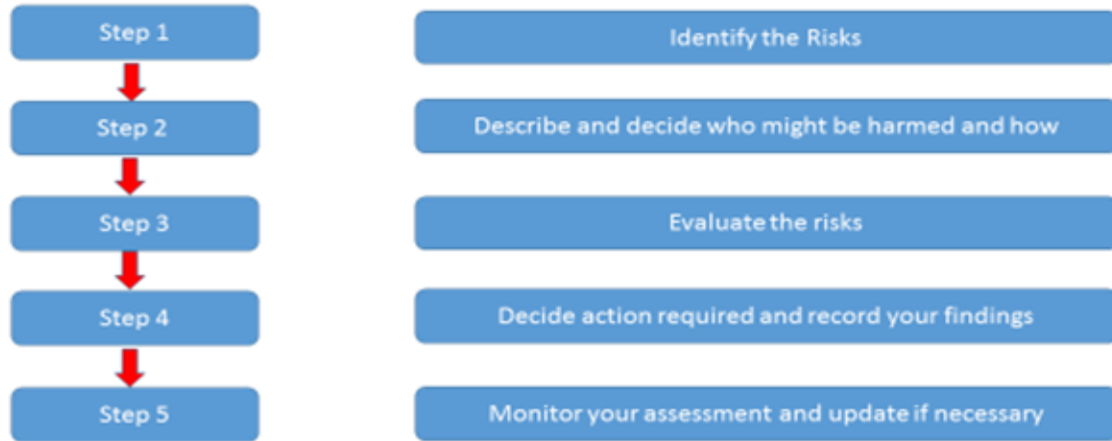 Step 1
Identify the Risks
Step 2
Describe and decide who might be harmed and how
Step 3
Evaluate the risks
Step 4
Decide action required and record your findings
Step 5
Monitor your assessment and update if necessary